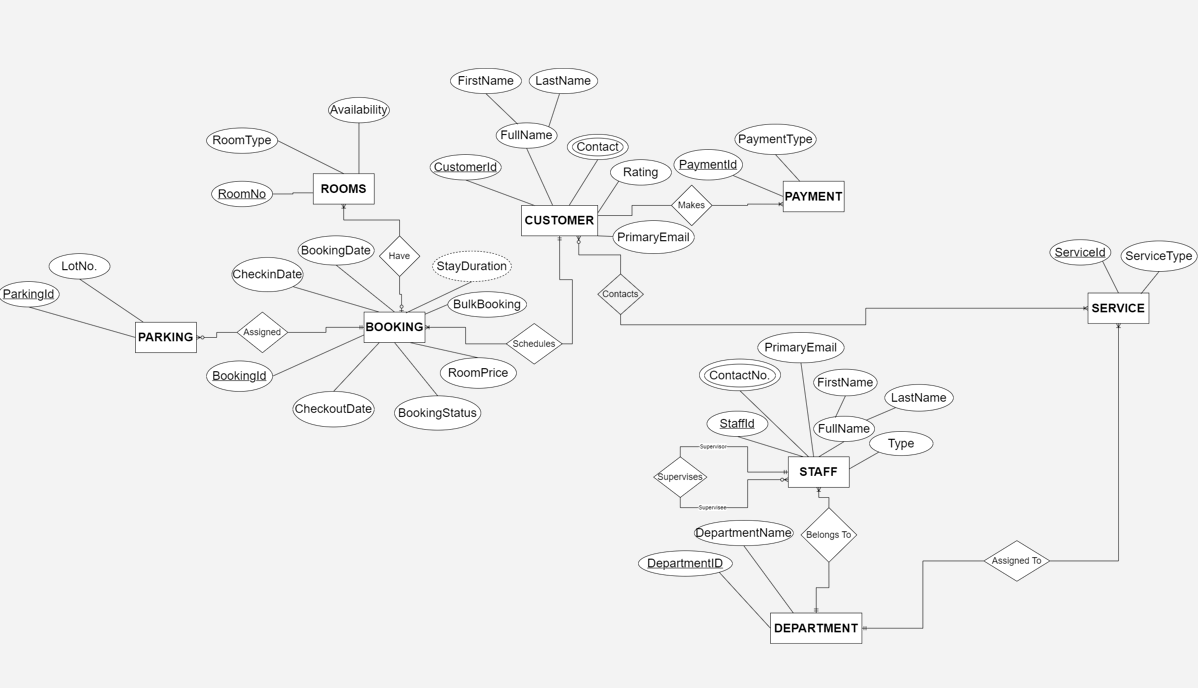 FirstName
LastName
Availability
RoomType
FullName
Contact
PaymentType
PaymentId
CustomerId
Rating
RoomNo
ROOMS
PAYMENT
Makes
CUSTOMER
PrimaryEmail
BookingDate
Have
LotNo.
CheckinDate
StayDuration
ServiceId
ServiceType
ParkingId
Contacts
BulkBooking
SERVICE
PARKING
Assigned
BOOKING
Schedules
PrimaryEmail
BookingId
RoomPrice
ContactNo.
FirstName
LastName
CheckoutDate
BookingStatus
StaffId
FullName
Type
Supervisor
Supervises
STAFF
Supervisee
DepartmentName
Belongs To
DepartmentID
Assigned To
DEPARTMENT